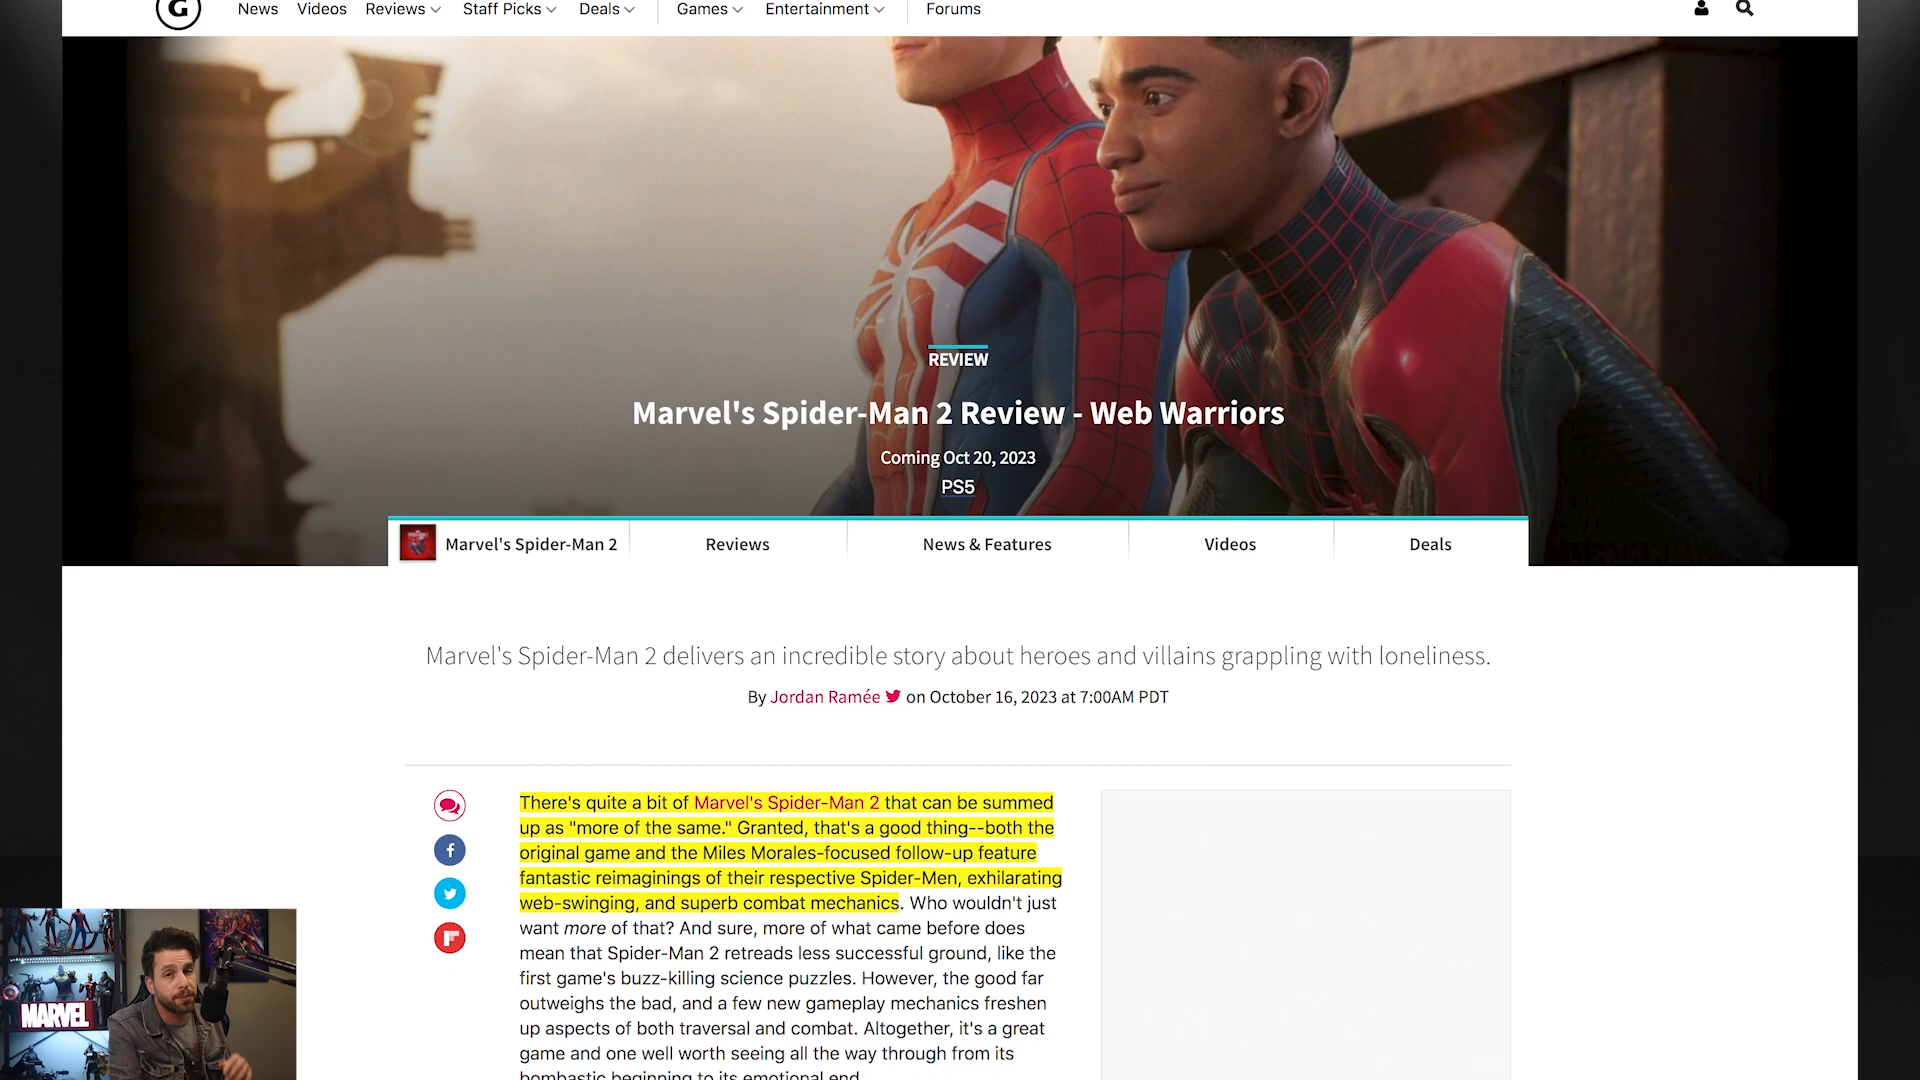 G
News Videos Reviews Staff Picks Deals Games Entertainment Forums
REVIEW
Marvel's Spider-Man 2 Review - Web Warriors
Coming Oct 20, 2023
PS5
Marvel's Spider-Man 2 Reviews News & Features Videos Deals
Marvel's Spider-Man 2 delivers an incredible story about heroes and villains grappling with loneliness.
By Jordan Ramée on October 16, 2023 at 7:00AM PDT
There's quite a bit of Marvel's Spider-Man 2 that can be summed
up as "more of the same." Granted, that's a good thing--both the
original game and the Miles Morales-focused follow-up feature
fantastic reimaginings of their respective Spider-Men, exhilarating
web-swinging, and superb combat mechanics. Who wouldn't just
want more of that? And sure, more of what came before does
mean that Spider-Man 2 retreads less successful ground, like the
first game's buzz-killing science puzzles. However, the good far
outweighs the bad, and a few new gameplay mechanics freshen
up aspects of both traversal and combat. Altogether, it's a great
game and one well worth seeing all the way through from its
bombastic beginning to its emotional end.
MARVEL